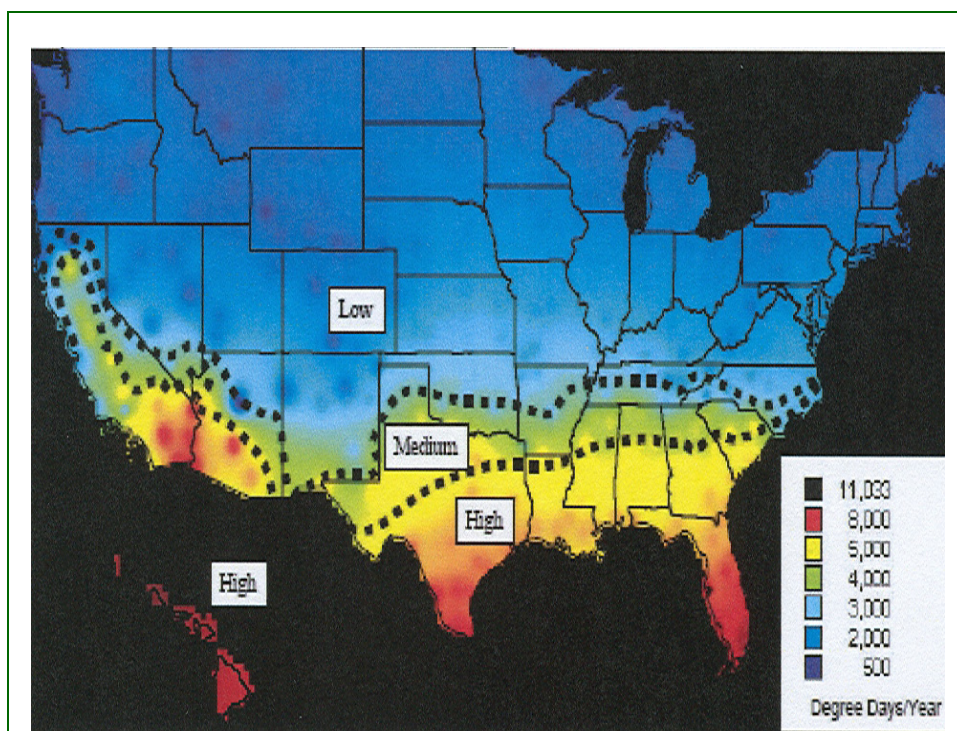 Low
Medium
High
High
11,033
8,000
5,000
4,000
3,000
2,000
500
Degree Days/Year